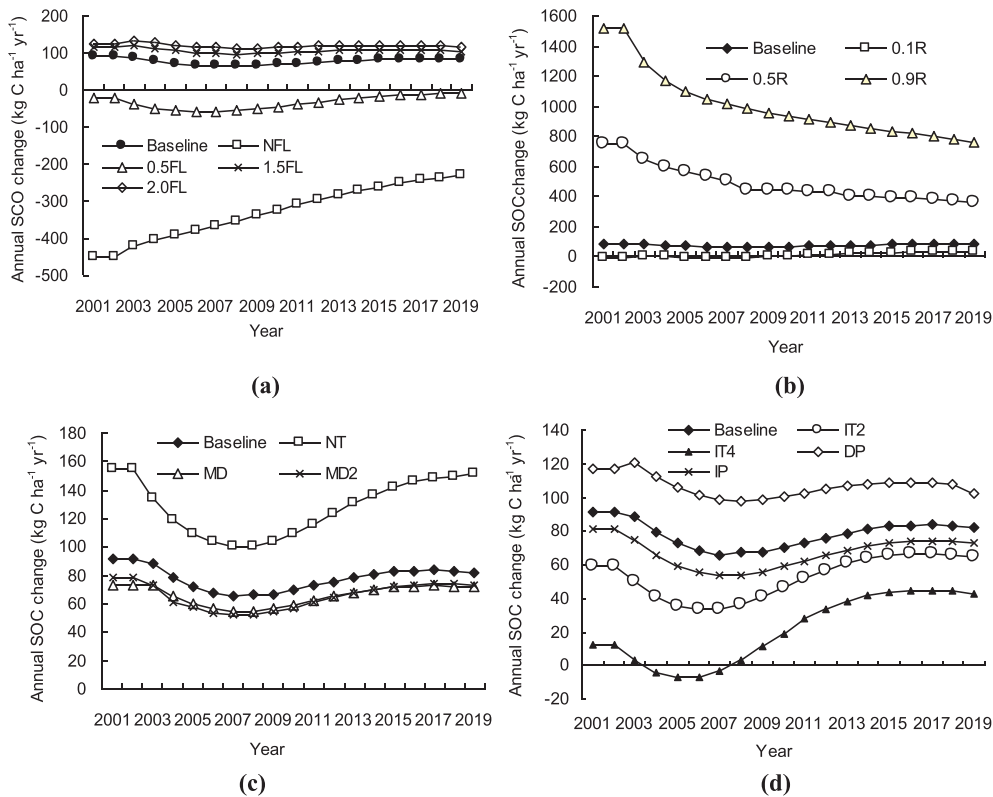 Annual SCO change (kg C ha⁻¹ yr⁻¹)
200
100
0
-100
-200
-300
-400
-500
Baseline NFL
0.5FL 1.5FL
2.0FL
2001 2003 2005 2007 2009 2011 2013 2015 2017 2019
Year
(a)
Annual SOCchange (kg C ha⁻¹ yr⁻¹)
1600
1400
1200
1000
800
600
400
200
0
-200
Baseline 0.1R
0.5R 0.9R
2001 2003 2005 2007 2009 2011 2013 2015 2017 2019
Year
(b)
Annual SOC change (kg C ha⁻¹ yr⁻¹)
180
160
140
120
100
80
60
40
20
0
Baseline NT
MD MD2
2001 2003 2005 2007 2009 2011 2013 2015 2017 2019
Year
(c)
Annual SOC change (kg C ha⁻¹ yr⁻¹)
140
120
100
80
60
40
20
0
-20
Baseline IT2
IT4 DP
IP
2001 2003 2005 2007 2009 2011 2013 2015 2017 2019
Year
(d)